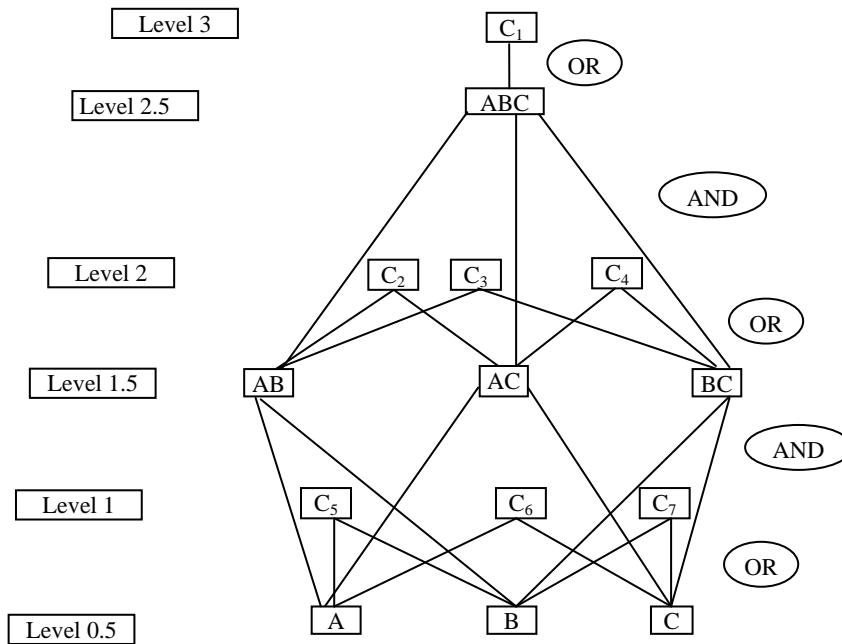 Level 3
C₁
OR
Level 2.5
ABC
AND
Level 2
C₂
C₃
C₄
OR
Level 1.5
AB
AC
BC
AND
Level 1
C₅
C₆
C₇
OR
Level 0.5
A
B
C